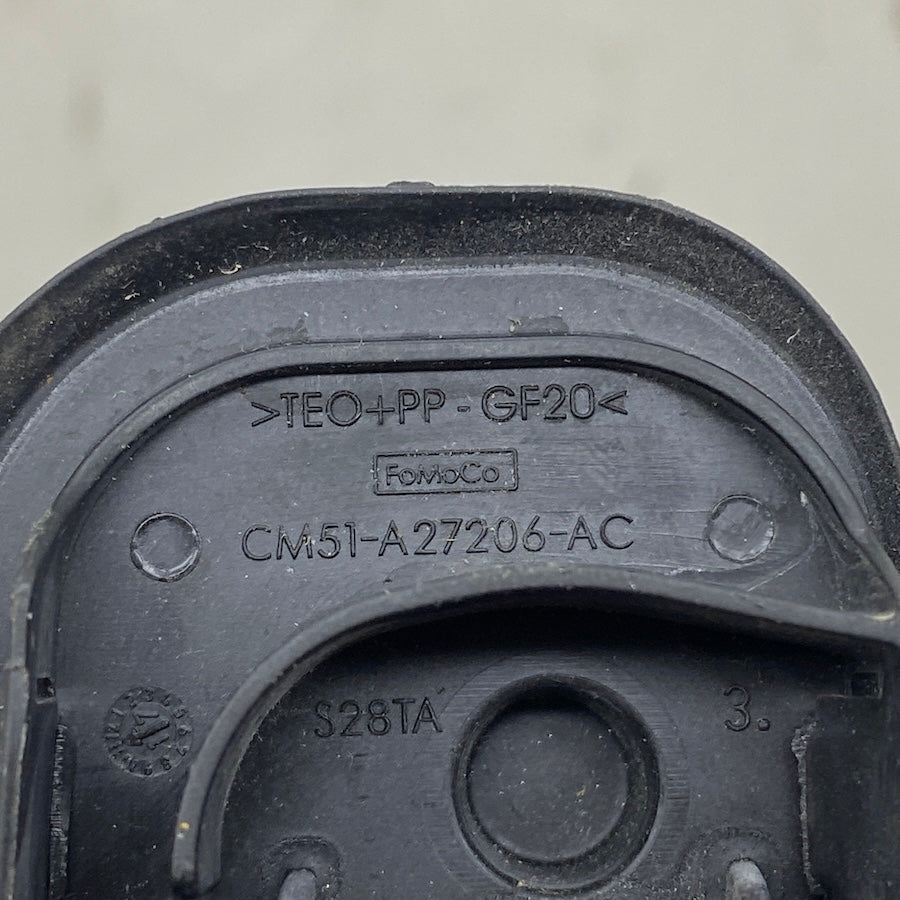 >TEO+PP - GF20<
FoMoCo
CM51-A27206-AC
S28TA
3.